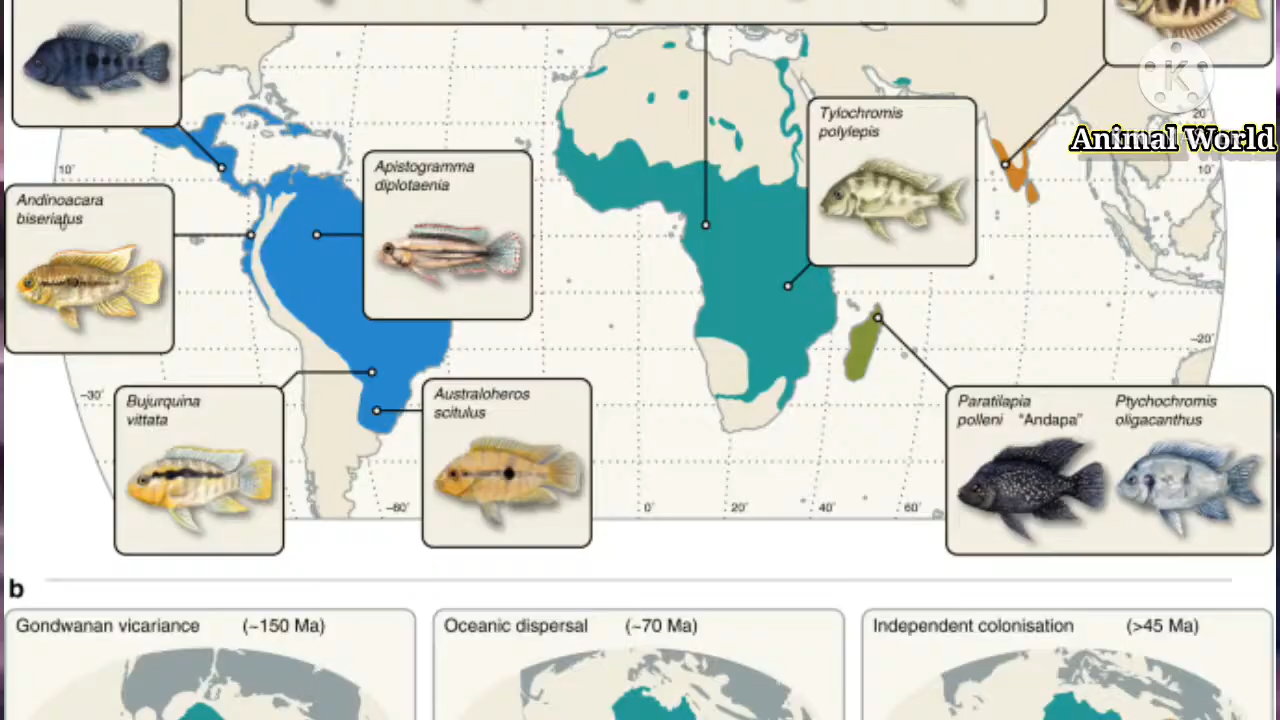 Tylochromis
polylepis
20°
Animal World
K
Apistogramma
diplotaenia
10°
10°
Andinoacara
biseriatus
–20°
–30°
Bujurquina
vittata
Australoheros
scitulus
Paratilapia
polleni “Andapa”
Ptychochromis
oligacanthus
–60°
0°
20°
40°
60°
b
Gondwanan vicariance (~150 Ma)
Oceanic dispersal (~70 Ma)
Independent colonisation (>45 Ma)